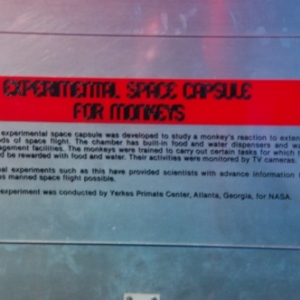 EXPERIMENTAL SPACE CAPSULE
FOR MONKEYS
experimental space capsule was developed to study a monkey's reaction to exten
ods of space flight. The chamber has built-in food and water dispensers and wa
agement facilities. The monkeys were trained to carry out certain tasks for which t
d be rewarded with food and water. Their activities were monitored by TV cameras
al experiments such as this have provided scientists with advance information t
es manned space flight possible.
experiment was conducted by Yerkes Primate Center, Atlanta, Georgia, for NASA.